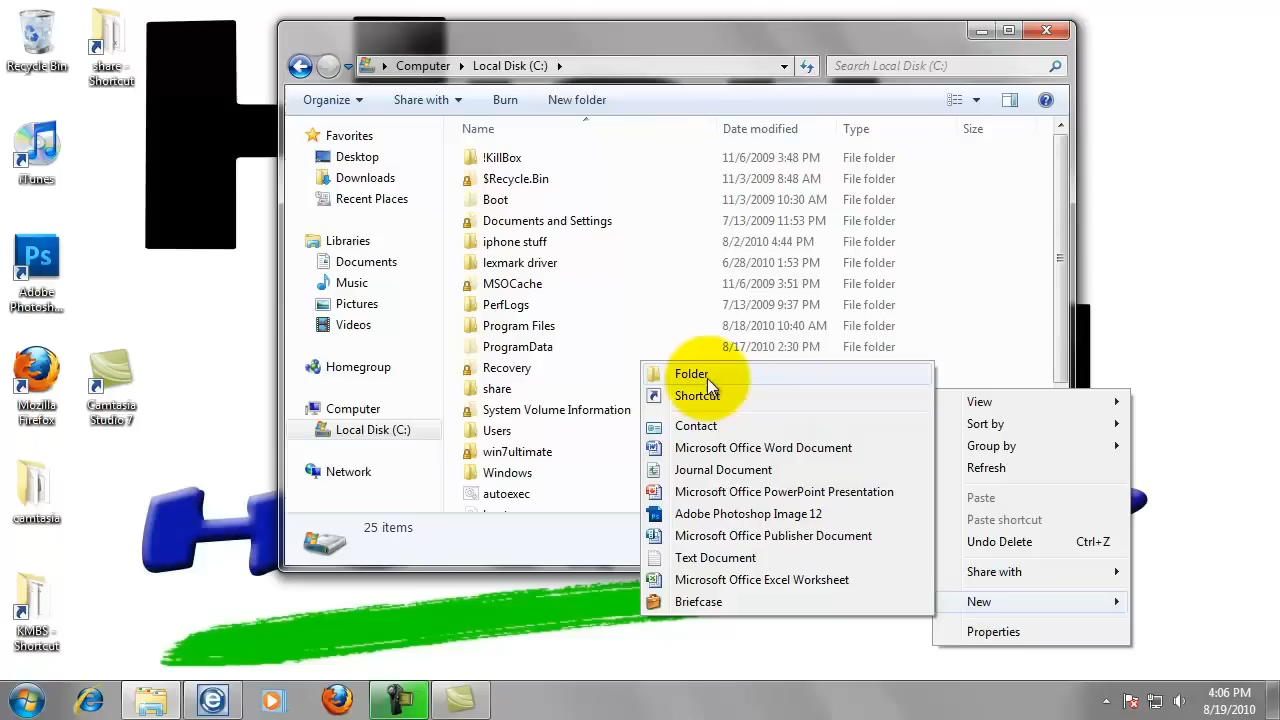 Recycle Bin
share -
Shortcut
iTunes
Ps
Adobe
Photosh...
Mozilla
Firefox
Camtasia
Studio 7
camtasia
KMBS -
Shortcut
Computer
Local Disk (C:)
Search Local Disk (C:)
Organize
Share with
Burn
New folder
Name
Date modified
Type
Size
Favorites
Desktop
Downloads
Recent Places
Libraries
Documents
Music
Pictures
Videos
Homegroup
Computer
Local Disk (C:)
Network
!KillBox 11/6/2009 3:48 PM File folder
$Recycle.Bin 11/3/2009 8:48 AM File folder
Boot 11/3/2009 10:30 AM File folder
Documents and Settings 7/13/2009 11:53 PM File folder
iphone stuff 8/2/2010 4:44 PM File folder
lexmark driver 6/28/2010 1:53 PM File folder
MSOCache 11/6/2009 3:51 PM File folder
PerfLogs 7/13/2009 9:37 PM File folder
Program Files 8/18/2010 10:40 AM File folder
ProgramData 8/17/2010 2:30 PM File folder
Recovery
share
System Volume Information
Users
win7ultimate
Windows
autoexec
25 items
Folder
Shortcut
Contact
Microsoft Office Word Document
Journal Document
Microsoft Office PowerPoint Presentation
Adobe Photoshop Image 12
Microsoft Office Publisher Document
Text Document
Microsoft Office Excel Worksheet
Briefcase
View
Sort by
Group by
Refresh
Paste
Paste shortcut
Undo Delete Ctrl+Z
Share with
New
Properties
4:06 PM
8/19/2010